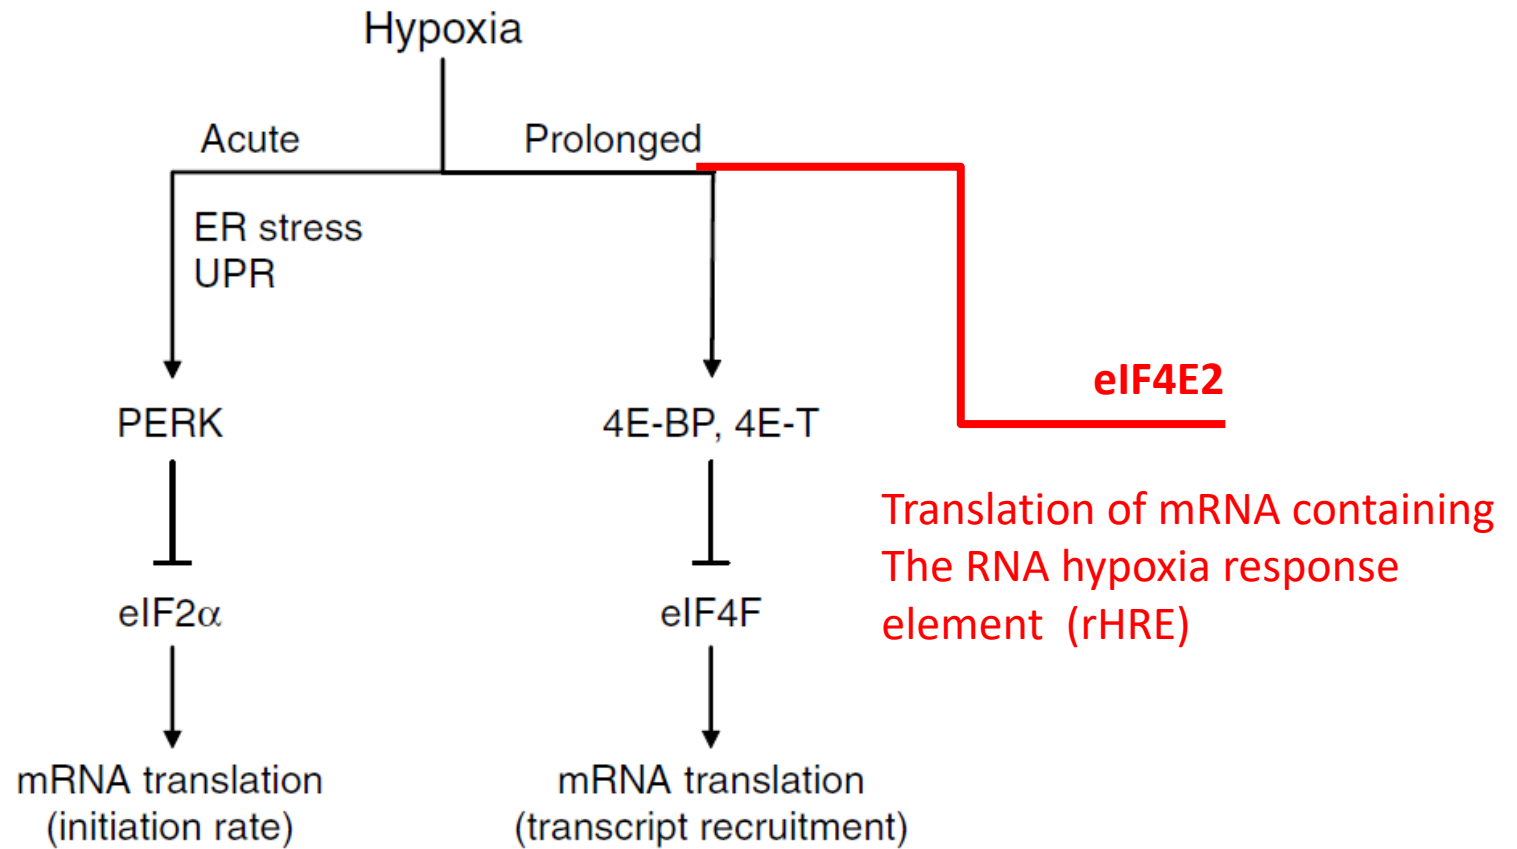 Hypoxia
Acute
Prolonged
ER stress
UPR
eIF4E2
PERK
4E-BP, 4E-T
Translation of mRNA containing
The RNA hypoxia response
element (rHRE)
eIF2α
eIF4F
mRNA translation
(initiation rate)
mRNA translation
(transcript recruitment)